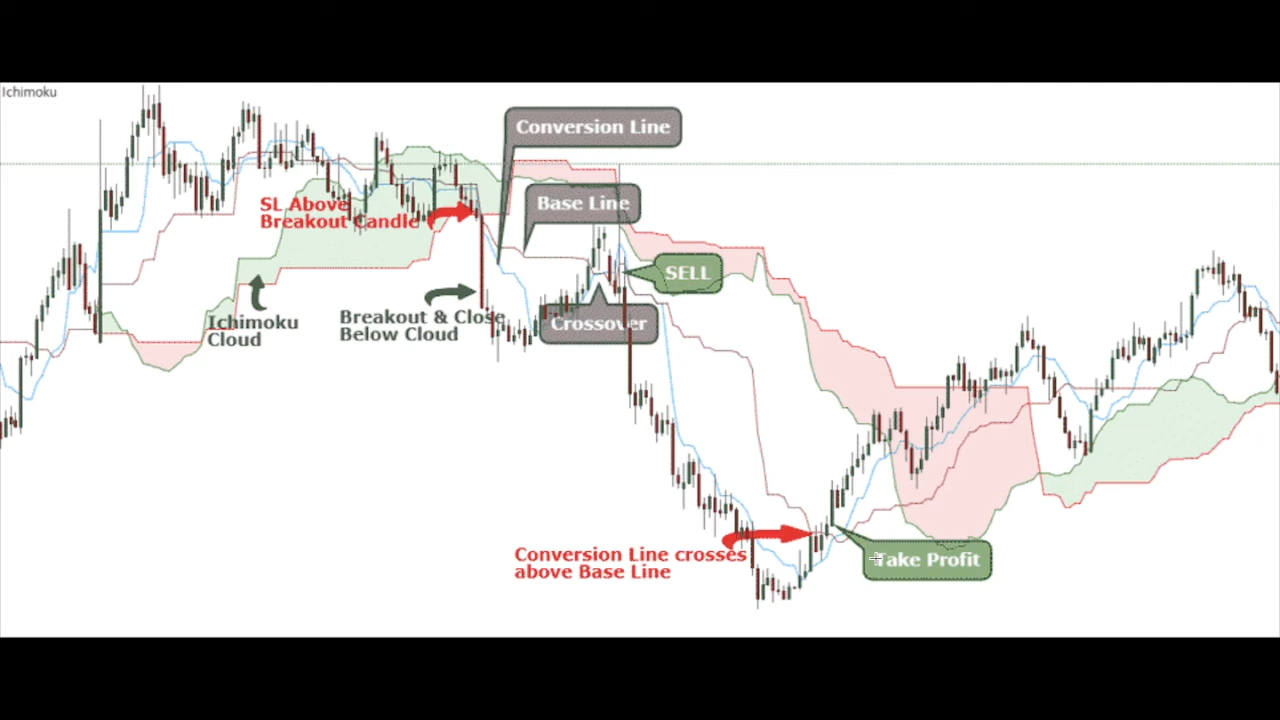 Ichimoku
Conversion Line
Base Line
SL Above
Breakout Candle
SELL
Ichimoku
Cloud
Breakout & Close
Below Cloud
Crossover
Conversion Line crosses
above Base Line
Take Profit